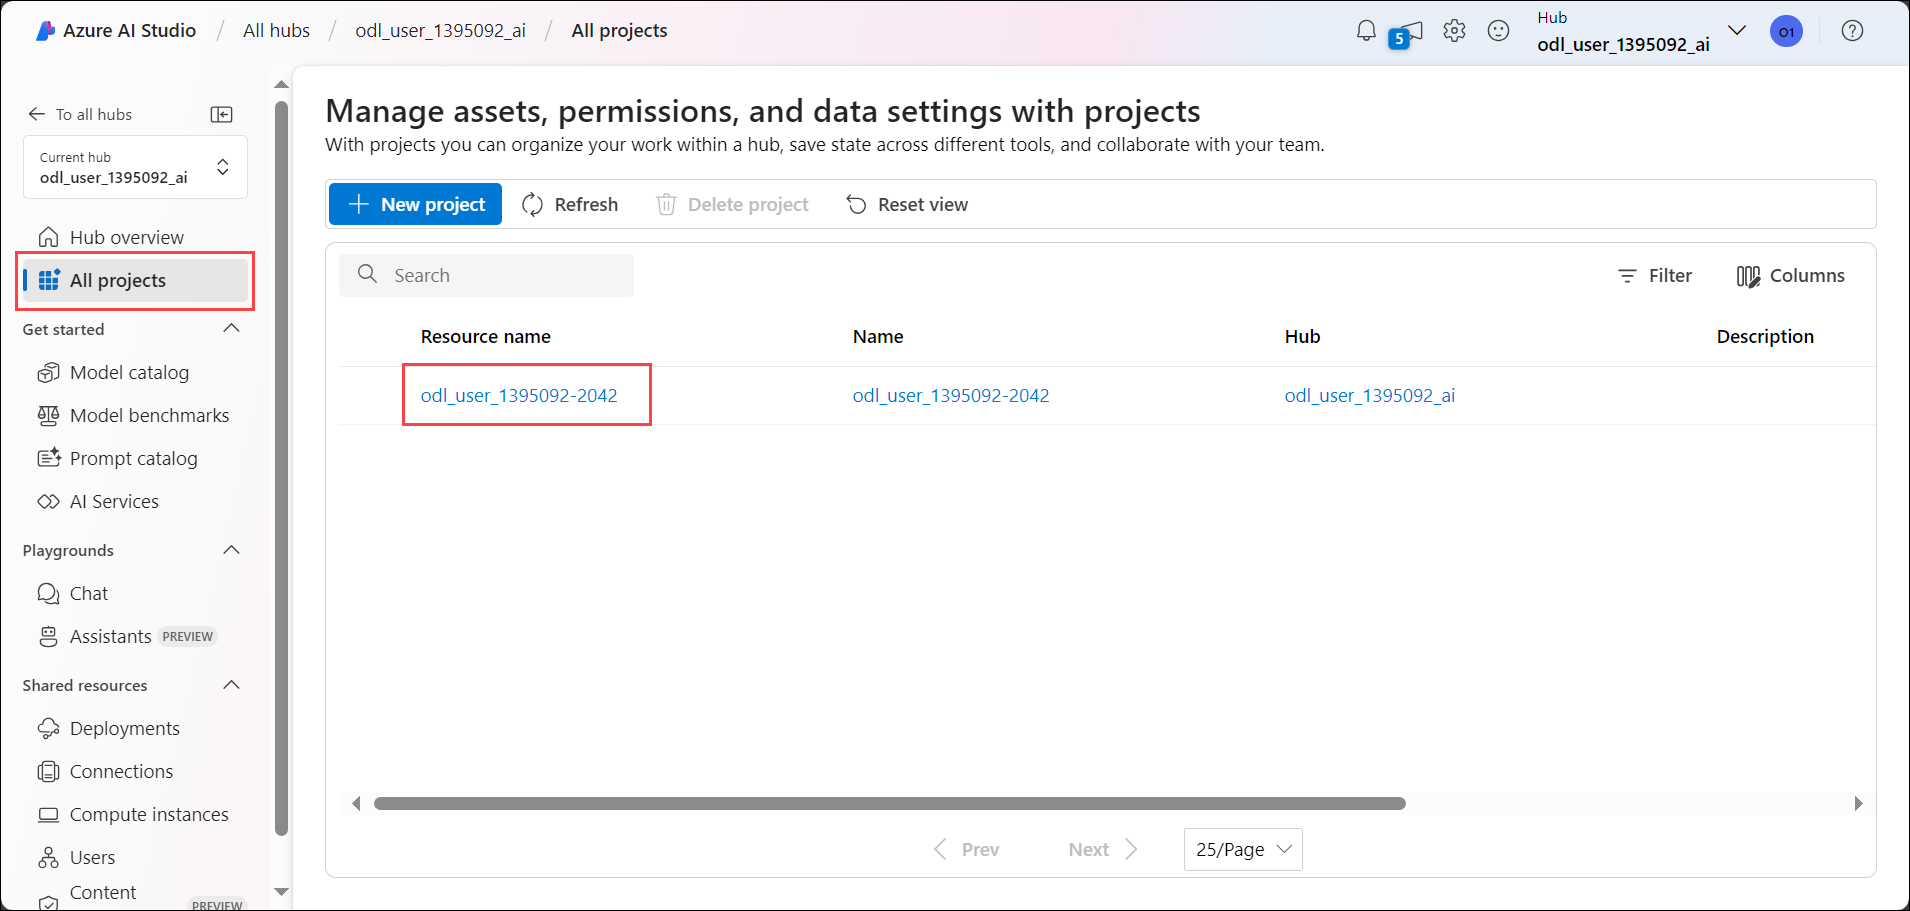 Azure AI Studio / All hubs / odl_user_1395092_ai / All projects
5
Hub
odl_user_1395092_ai
O1
To all hubs
Current hub
odl_user_1395092_ai
Hub overview
All projects
Get started
Model catalog
Model benchmarks
Prompt catalog
AI Services
Playgrounds
Chat
Assistants PREVIEW
Shared resources
Deployments
Connections
Compute instances
Users
Content
PREVIEW
Manage assets, permissions, and data settings with projects
With projects you can organize your work within a hub, save state across different tools, and collaborate with your team.
New project Refresh Delete project Reset view
Search Filter Columns
Resource name Name Hub Description
odl_user_1395092-2042 odl_user_1395092-2042 odl_user_1395092_ai
Prev Next 25/Page